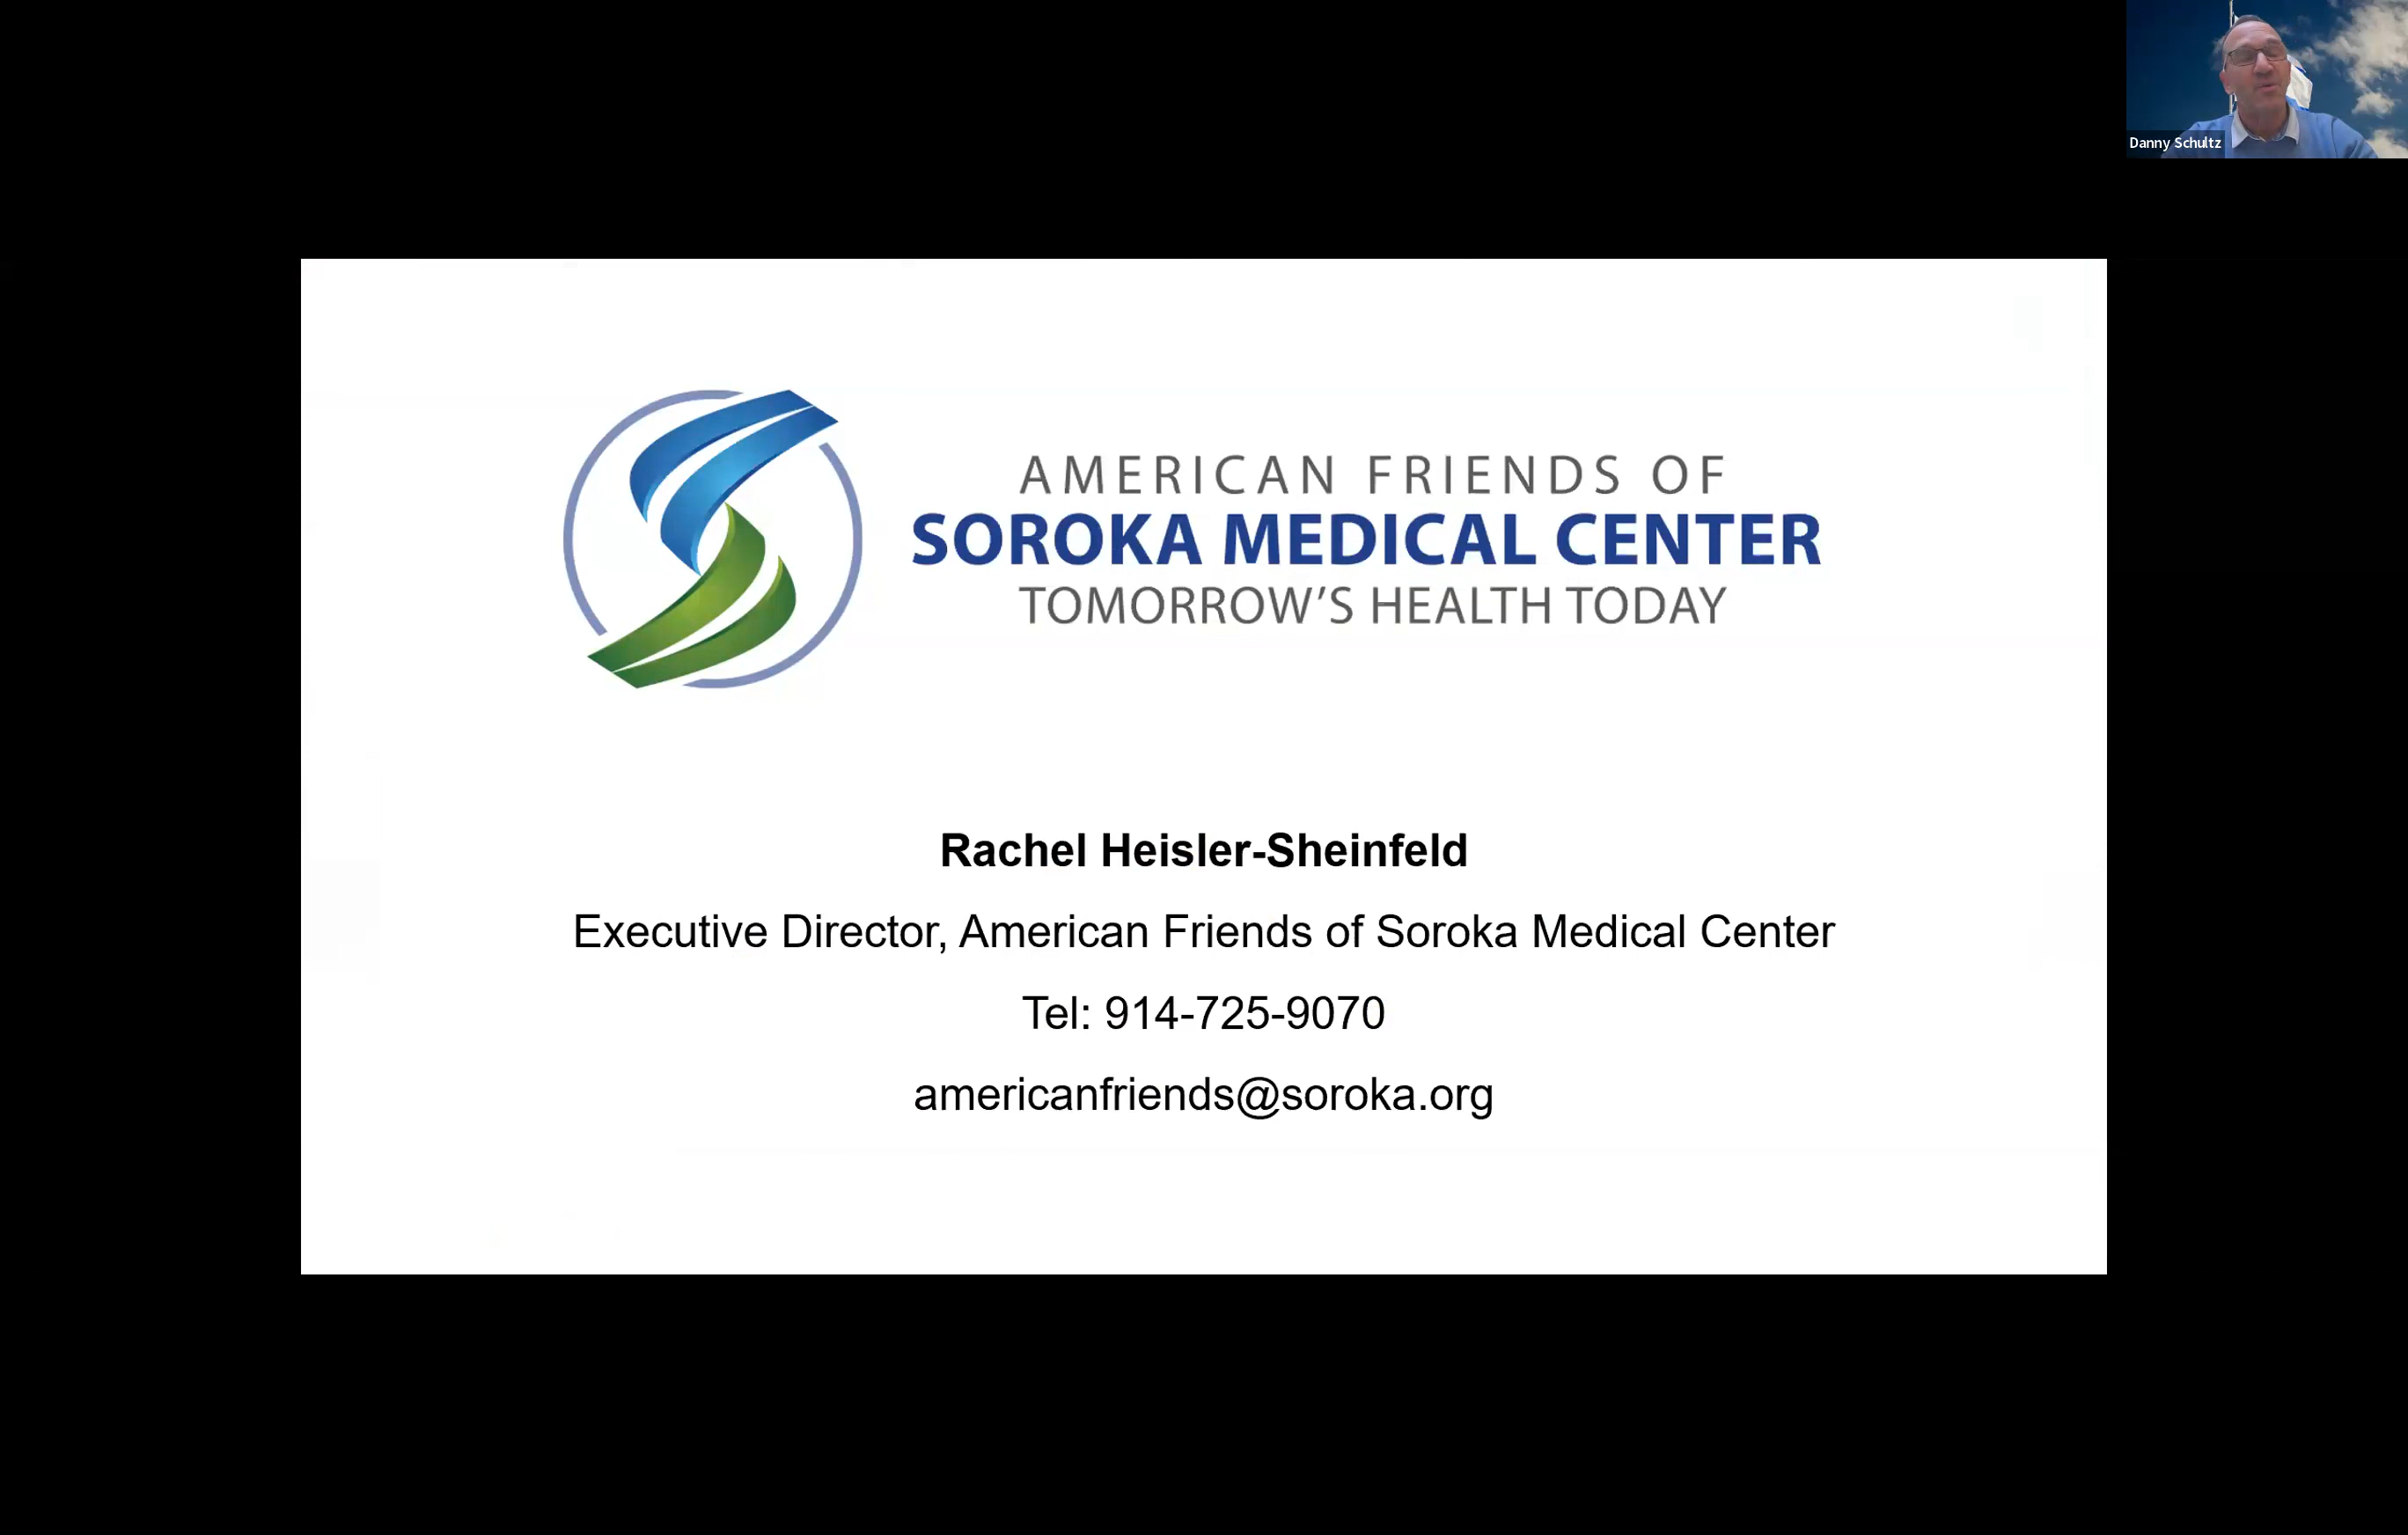 Danny Schultz
AMERICAN FRIENDS OF
SOROKA MEDICAL CENTER
TOMORROW'S HEALTH TODAY
Rachel Heisler-Sheinfeld
Executive Director, American Friends of Soroka Medical Center
Tel: 914-725-9070
americanfriends@soroka.org